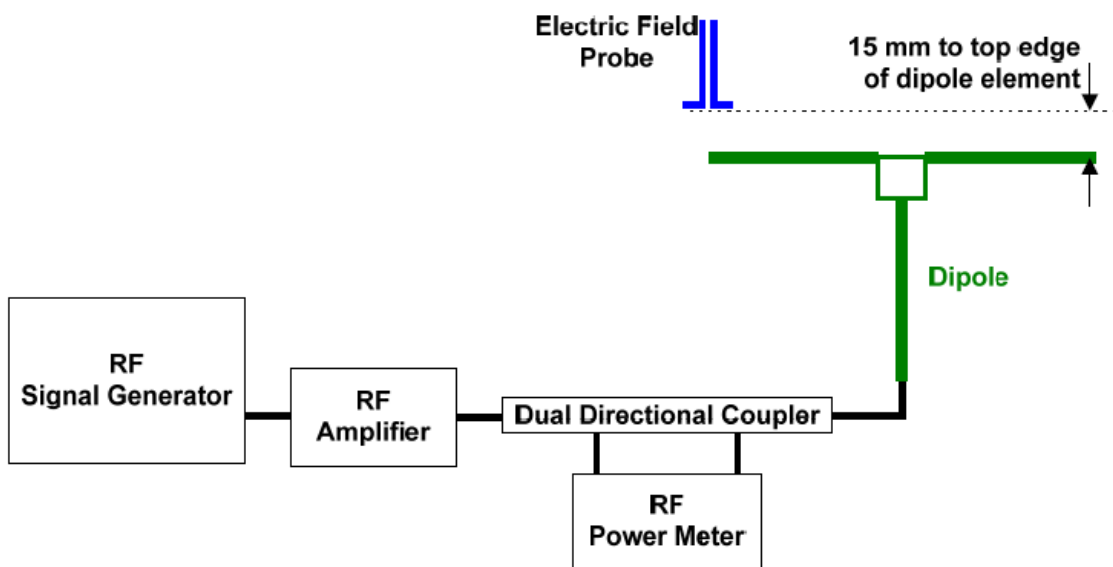 Electric Field
Probe
15 mm to top edge
of dipole element
Dipole
RF
Signal Generator
RF
Amplifier
Dual Directional Coupler
RF
Power Meter